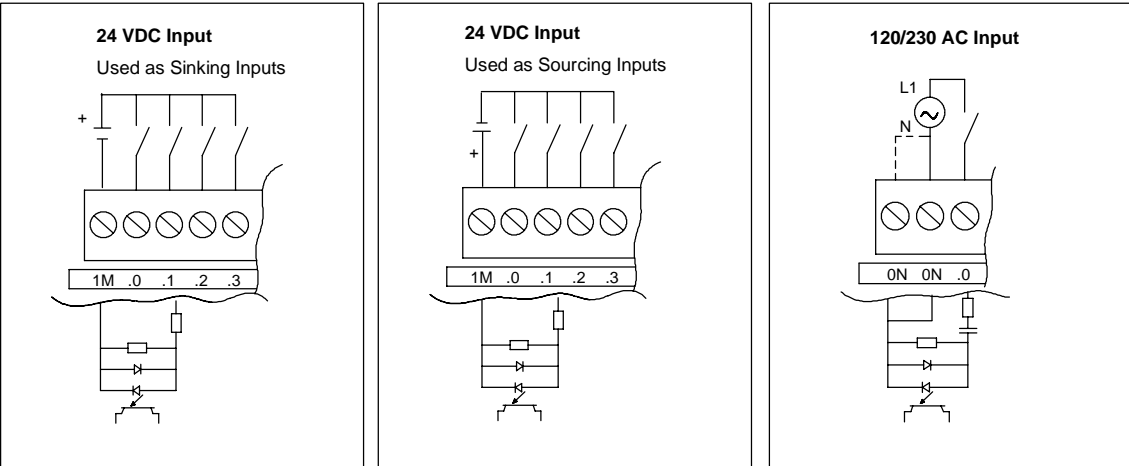 24 VDC Input
Used as Sinking Inputs
+
1M .0 .1 .2 .3
24 VDC Input
Used as Sourcing Inputs
+
1M .0 .1 .2 .3
120/230 AC Input
L1
N
0N 0N .0